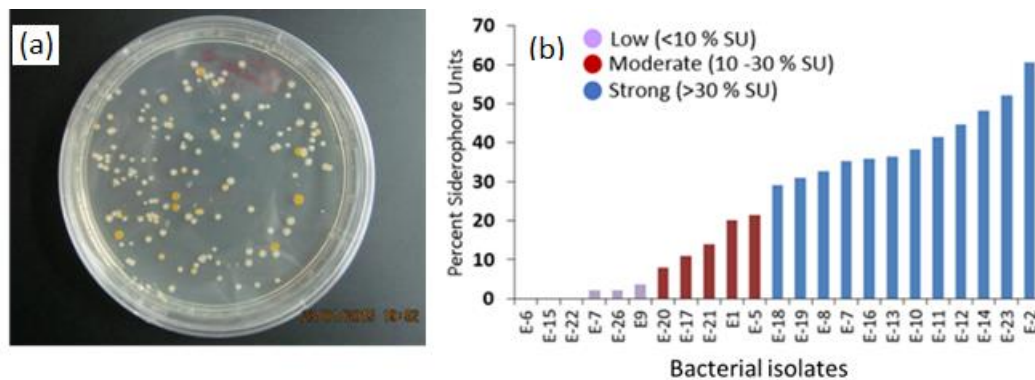 (a)
(b)
70
60
50
40
30
20
10
0
Percent Siderophore Units
Low (<10 % SU)
Moderate (10 -30 % SU)
Strong (>30 % SU)
E-6
E-15
E-22
E-7
E-26
E9
E-20
E-17
E-21
E1
E-5
E-18
E-19
E-8
E-7
E-16
E-13
E-10
E-11
E-12
E-14
E-23
E-2
Bacterial isolates